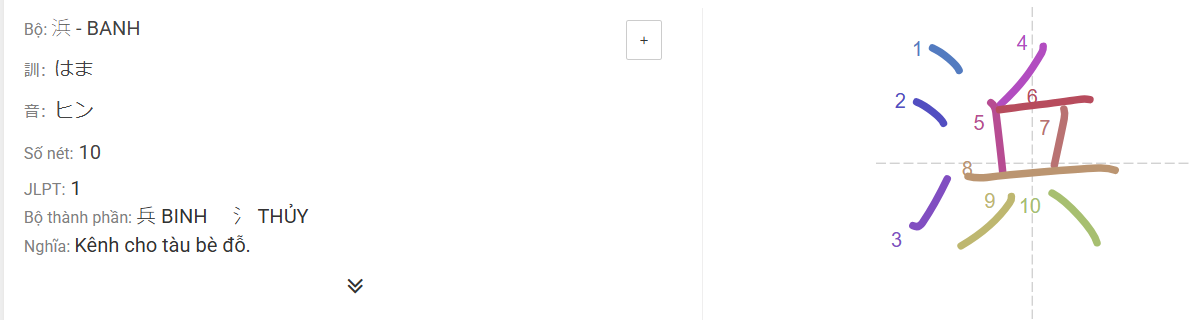 Bộ: 浜 - BANH
+
訓: はま
音: ヒン
Số nét: 10
JLPT: 1
Bộ thành phần: 兵 BINH 氵 THỦY
Nghĩa: Kênh cho tàu bè đỗ.
浜
1
4
2
6
5
7
8
9
10
3